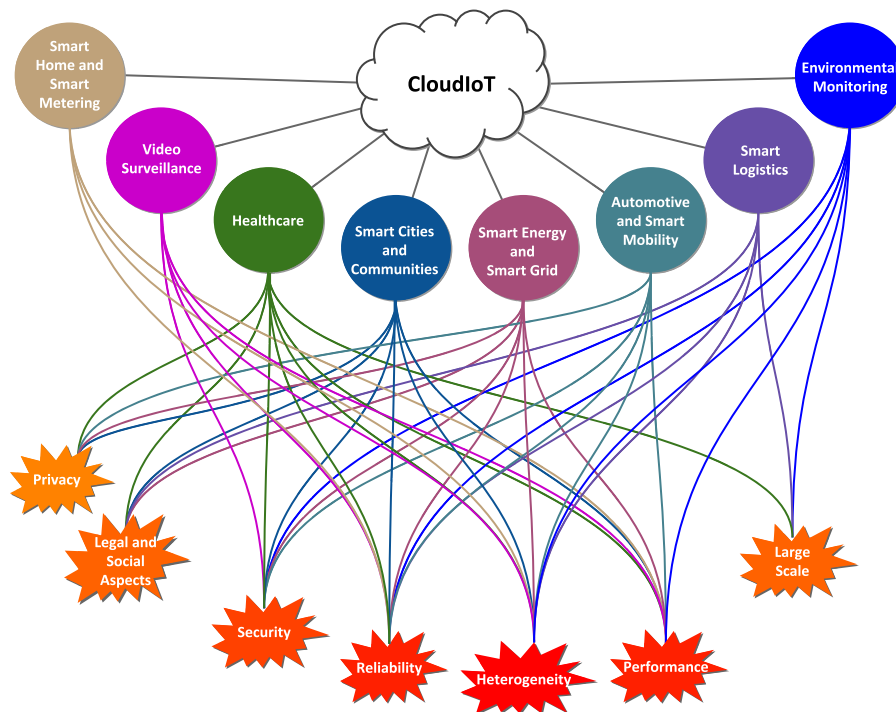 CloudIoT
Smart
Home and
Smart
Metering
Environmental
Monitoring
Video
Surveillance
Smart
Logistics
Healthcare
Automotive
and Smart
Mobility
Smart Cities
and
Communities
Smart Energy
and
Smart Grid
Privacy
Legal and
Social
Aspects
Large
Scale
Security
Reliability
Heterogeneity
Performance